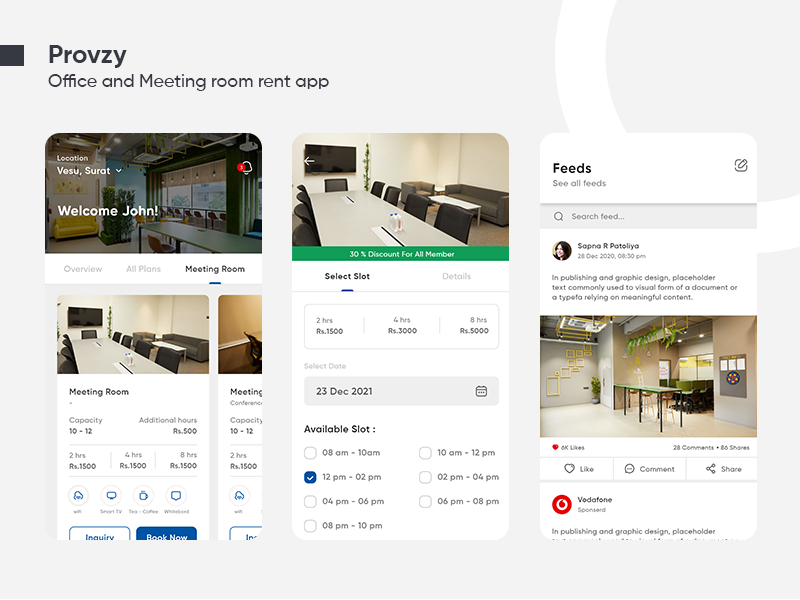 Provzy
Office and Meeting room rent app
Location
Vesu, Surat
3
Welcome John!
Overview All Plans Meeting Room
Meeting Room
-
Capacity Additional hours
10 - 12 Rs.500
2 hrs 4 hrs 8 hrs
Rs.1500 Rs.1500 Rs.1500
wifi Smart TV Tea - Coffee Whitebord
Inquiry Book Now
Meeting
Conference
Capacity
10 - 12
2 hrs
Rs.1500
wifi
30 % Discount For All Member
Select Slot Details
2 hrs 4 hrs 8 hrs
Rs.1500 Rs.3000 Rs.5000
Select Date
23 Dec 2021
Available Slot :
08 am - 10am 10 am - 12 pm
12 pm - 02 pm 02 pm - 04 pm
04 pm - 06 pm 06 pm - 08 pm
08 pm - 10 pm
Feeds
See all feeds
Search feed...
Sapna R Patoliya
28 Dec 2020, 08:30 pm
In publishing and graphic design, placeholder
text commonly used to visual form of a document or
a typefa relying on meaningful content.
6K Likes 28 Comments • 86 Shares
Like Comment Share
Vodafone
Sponserd
In publishing and graphic design, placeholder